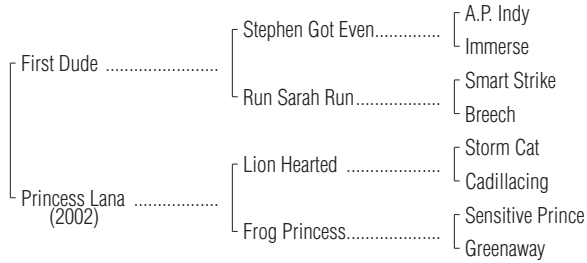 A.P. Indy
Stephen Got Even..............
Immerse
First Dude ........................
Smart Strike
Run Sarah Run..................
Breech
Storm Cat
Lion Hearted ....................
Cadillacing
Princess Lana ..................
(2002)
Sensitive Prince
Frog Princess....................
Greenaway